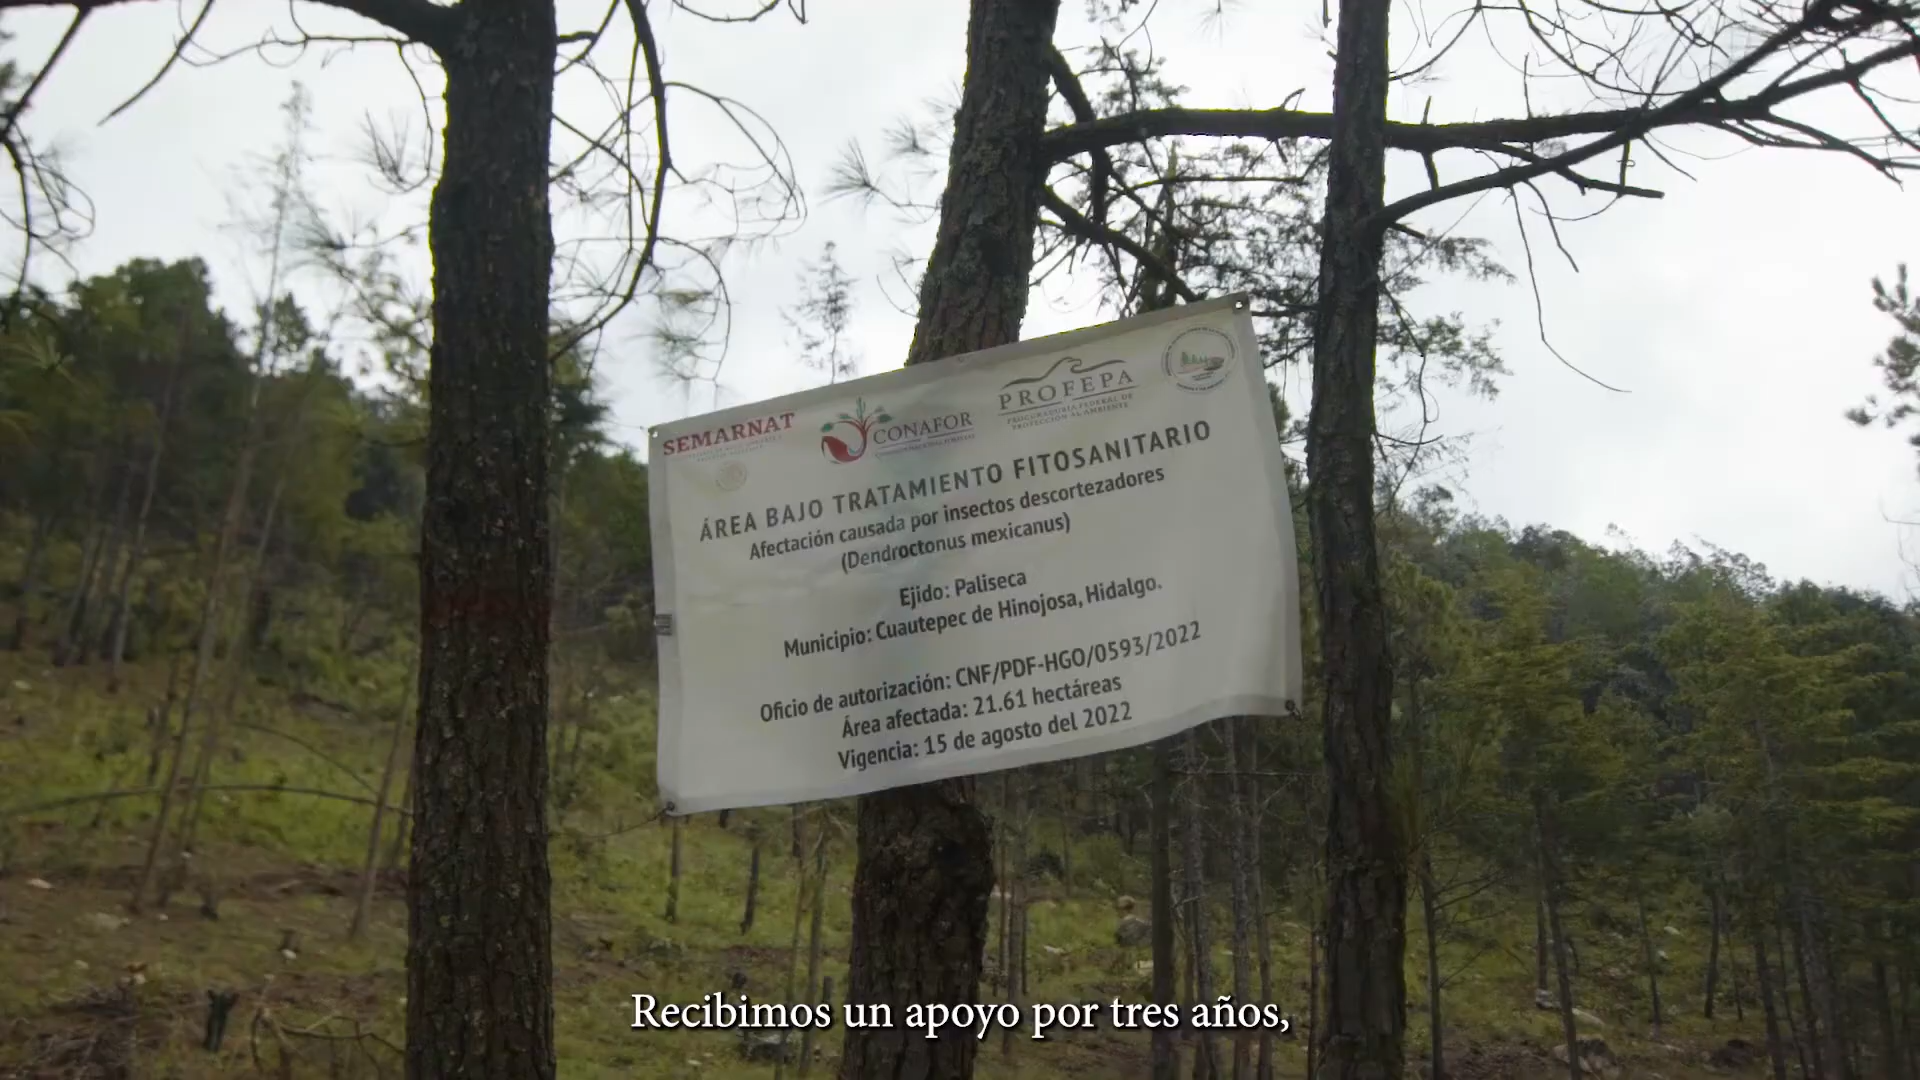 SEMARNAT
CONAFOR
PROFEPA
PROCURADURÍA FEDERAL DE
PROTECCIÓN AL AMBIENTE
ÁREA BAJO TRATAMIENTO FITOSANITARIO
Afectación causada por insectos descortezadores
(Dendroctonus mexicanus)
Ejido: Paliseca
Municipio: Cuautepec de Hinojosa, Hidalgo.
Oficio de autorización: CNF/PDF-HGO/0593/2022
Área afectada: 21.61 hectáreas
Vigencia: 15 de agosto del 2022
Recibimos un apoyo por tres años,